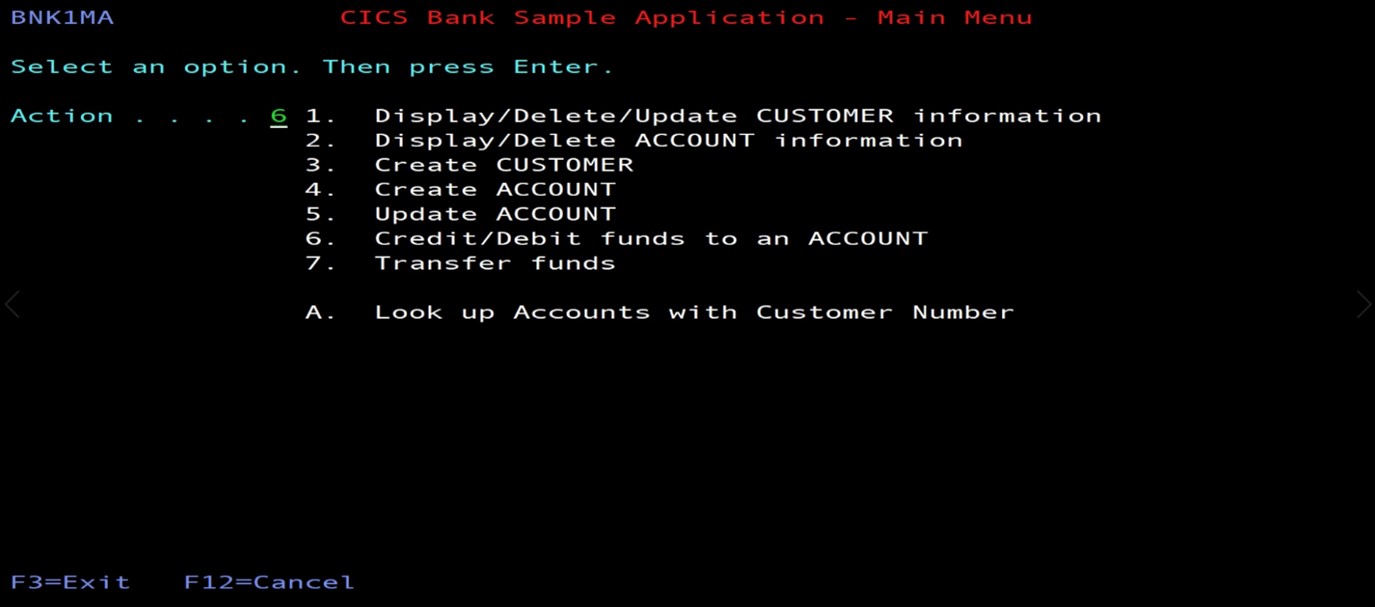 BNK1MA CICS Bank Sample Application - Main Menu
Select an option. Then press Enter.
Action . . . . 6 1. Display/Delete/Update CUSTOMER information
2. Display/Delete ACCOUNT information
3. Create CUSTOMER
4. Create ACCOUNT
5. Update ACCOUNT
6. Credit/Debit funds to an ACCOUNT
7. Transfer funds
A. Look up Accounts with Customer Number
F3=Exit F12=Cancel